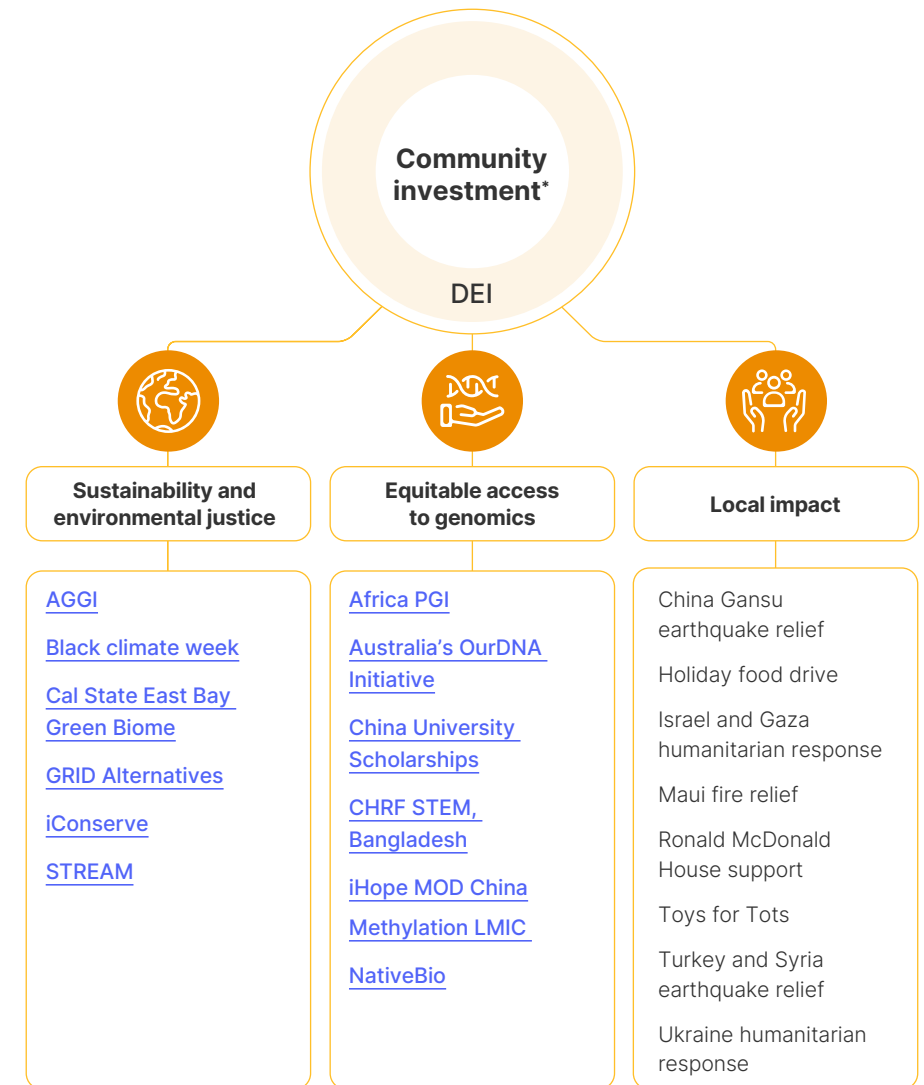 Community
investment*
DEI
Sustainability and
environmental justice
AGGI
Black climate week
Cal State East Bay
Green Biome
GRID Alternatives
iConserve
STREAM
Equitable access
to genomics
Africa PGI
Australia’s OurDNA
Initiative
China University
Scholarships
CHRF STEM,
Bangladesh
iHope MOD China
Methylation LMIC
NativeBio
Local impact
China Gansu
earthquake relief
Holiday food drive
Israel and Gaza
humanitarian response
Maui fire relief
Ronald McDonald
House support
Toys for Tots
Turkey and Syria
earthquake relief
Ukraine humanitarian
response